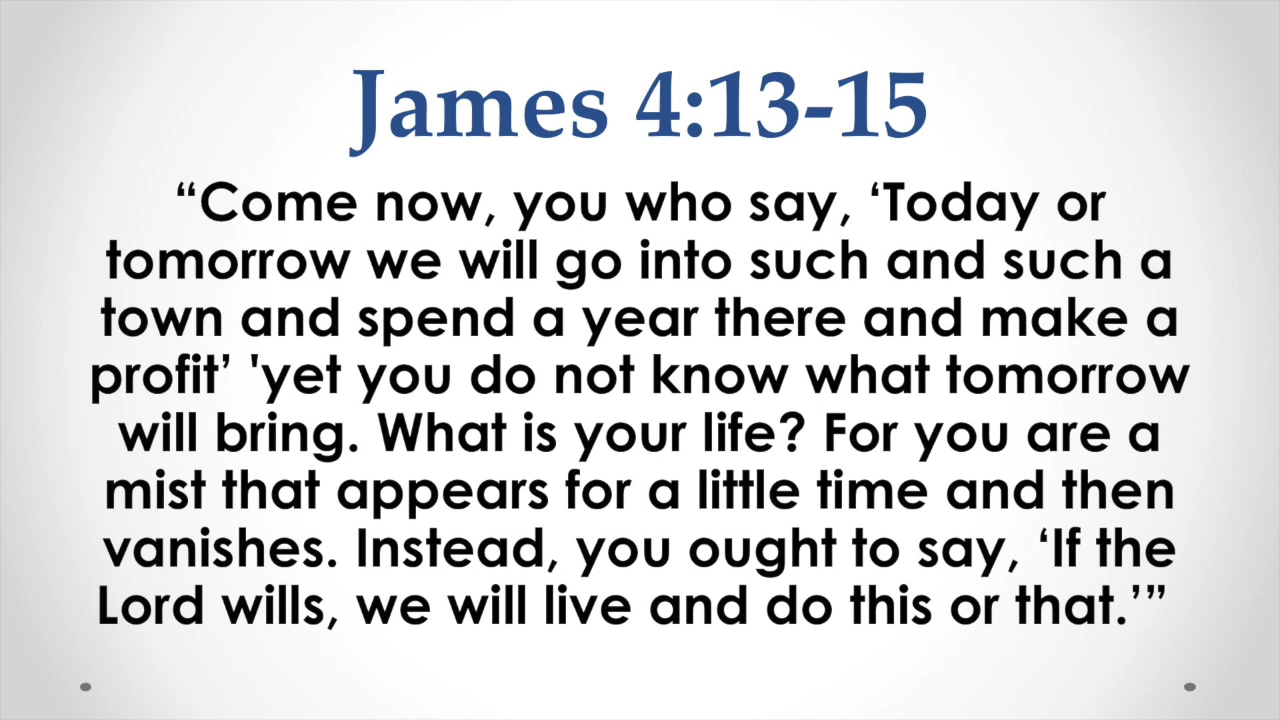 James 4:13-15
“Come now, you who say, ‘Today or
tomorrow we will go into such and such a
town and spend a year there and make a
profit’ 'yet you do not know what tomorrow
will bring. What is your life? For you are a
mist that appears for a little time and then
vanishes. Instead, you ought to say, ‘If the
Lord wills, we will live and do this or that.’”